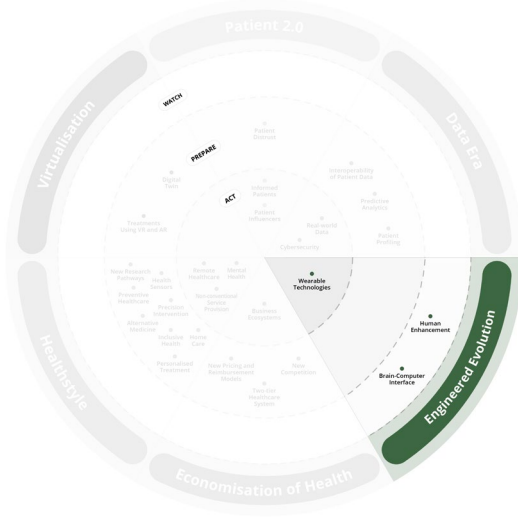 Patient 2.0
Virtualisation
Data Era
WATCH
PREPARE
ACT
Patient
Distrust
Digital
Twin
Treatments
Using VR and AR
Informed
Patients
Patient
Influencers
Interoperability
of Patient Data
Predictive
Analytics
Real-world
Data
Patient
Profiling
Cybersecurity
New Research
Pathways
Health
Sensors
Preventive
Healthcare
Remote
Healthcare
Mental
Health
Wearable
Technologies
Precision
Interventions
Non-hospital
Service
Provision
Business
Ecosystems
Human
Enhancement
Alternative
Medicine
Inclusive
Health
Home
Care
Personalised
Treatment
New Pricing and
Reimbursement
Models
New
Competition
Two-tier
Healthcare
System
Brain-Computer
Interface
Healthstyle
Engineered Evolution
Economisation of Health